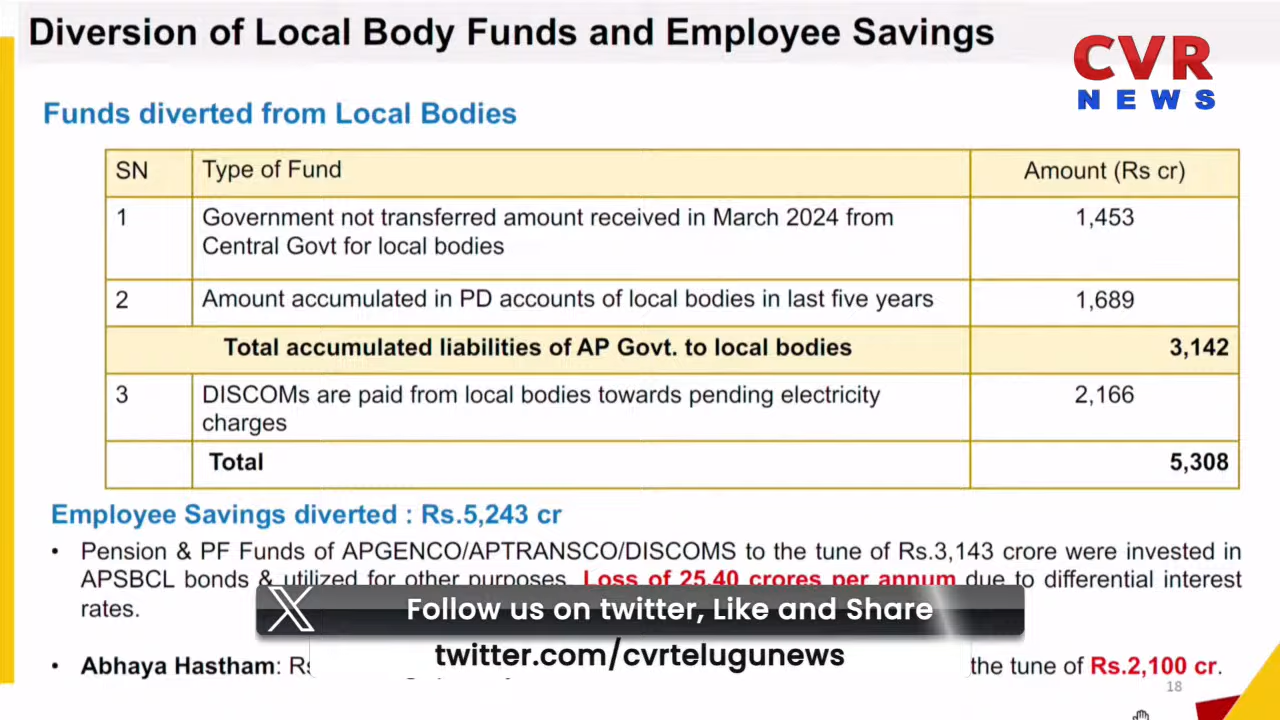 Diversion of Local Body Funds and Employee Savings
CVR
NEWS
Funds diverted from Local Bodies
SN Type of Fund Amount (Rs cr)
1 Government not transferred amount received in March 2024 from 1,453
Central Govt for local bodies
2 Amount accumulated in PD accounts of local bodies in last five years 1,689
Total accumulated liabilities of AP Govt. to local bodies 3,142
3 DISCOMs are paid from local bodies towards pending electricity 2,166
charges
Total 5,308
Employee Savings diverted : Rs.5,243 cr
• Pension & PF Funds of APGENCO/APTRANSCO/DISCOMS to the tune of Rs.3,143 crore were invested in
APSBCL bonds & utilized for other purposes. Loss of 25.40 crores per annum due to differential interest
rates.
X Follow us on twitter, Like and Share
twitter.com/cvrtelugunews
• Abhaya Hastham: the tune of Rs.2,100 cr.
18